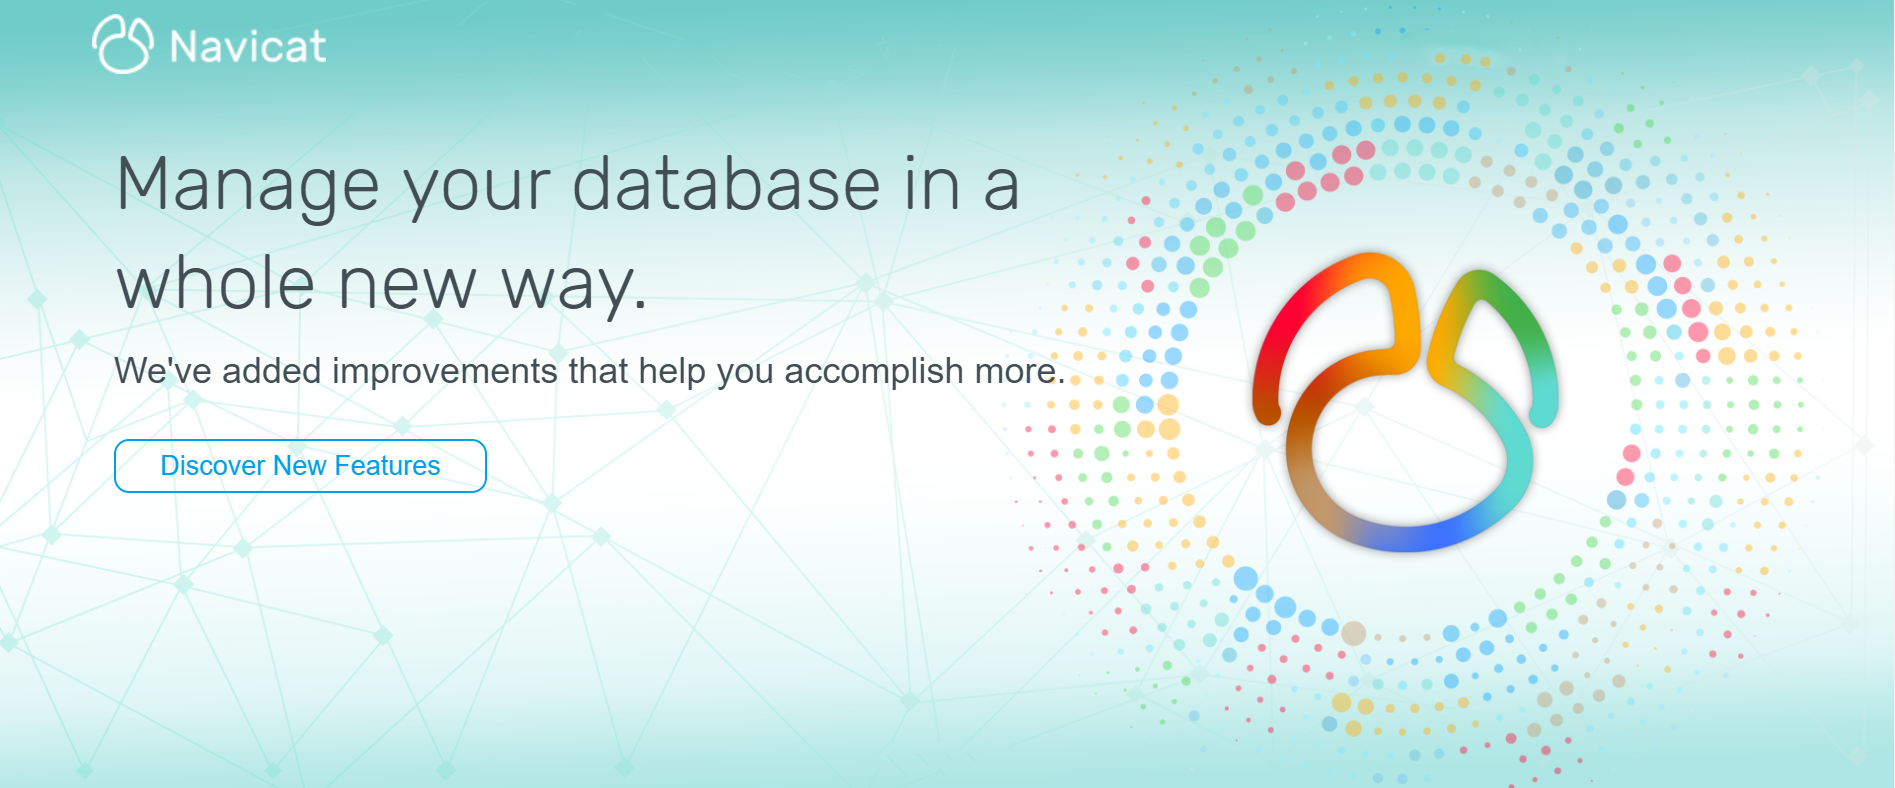 Navicat
Manage your database in a
whole new way.
We've added improvements that help you accomplish more.
Discover New Features